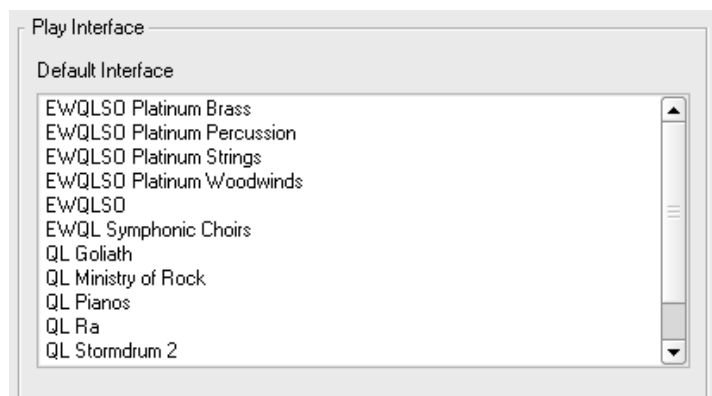 Play Interface
Default Interface
EWQLSO Platinum Brass
EWQLSO Platinum Percussion
EWQLSO Platinum Strings
EWQLSO Platinum Woodwinds
EWQLSO
EWQL Symphonic Choirs
QL Goliath
QL Ministry of Rock
QL Pianos
QL Ra
QL Stormdrum 2